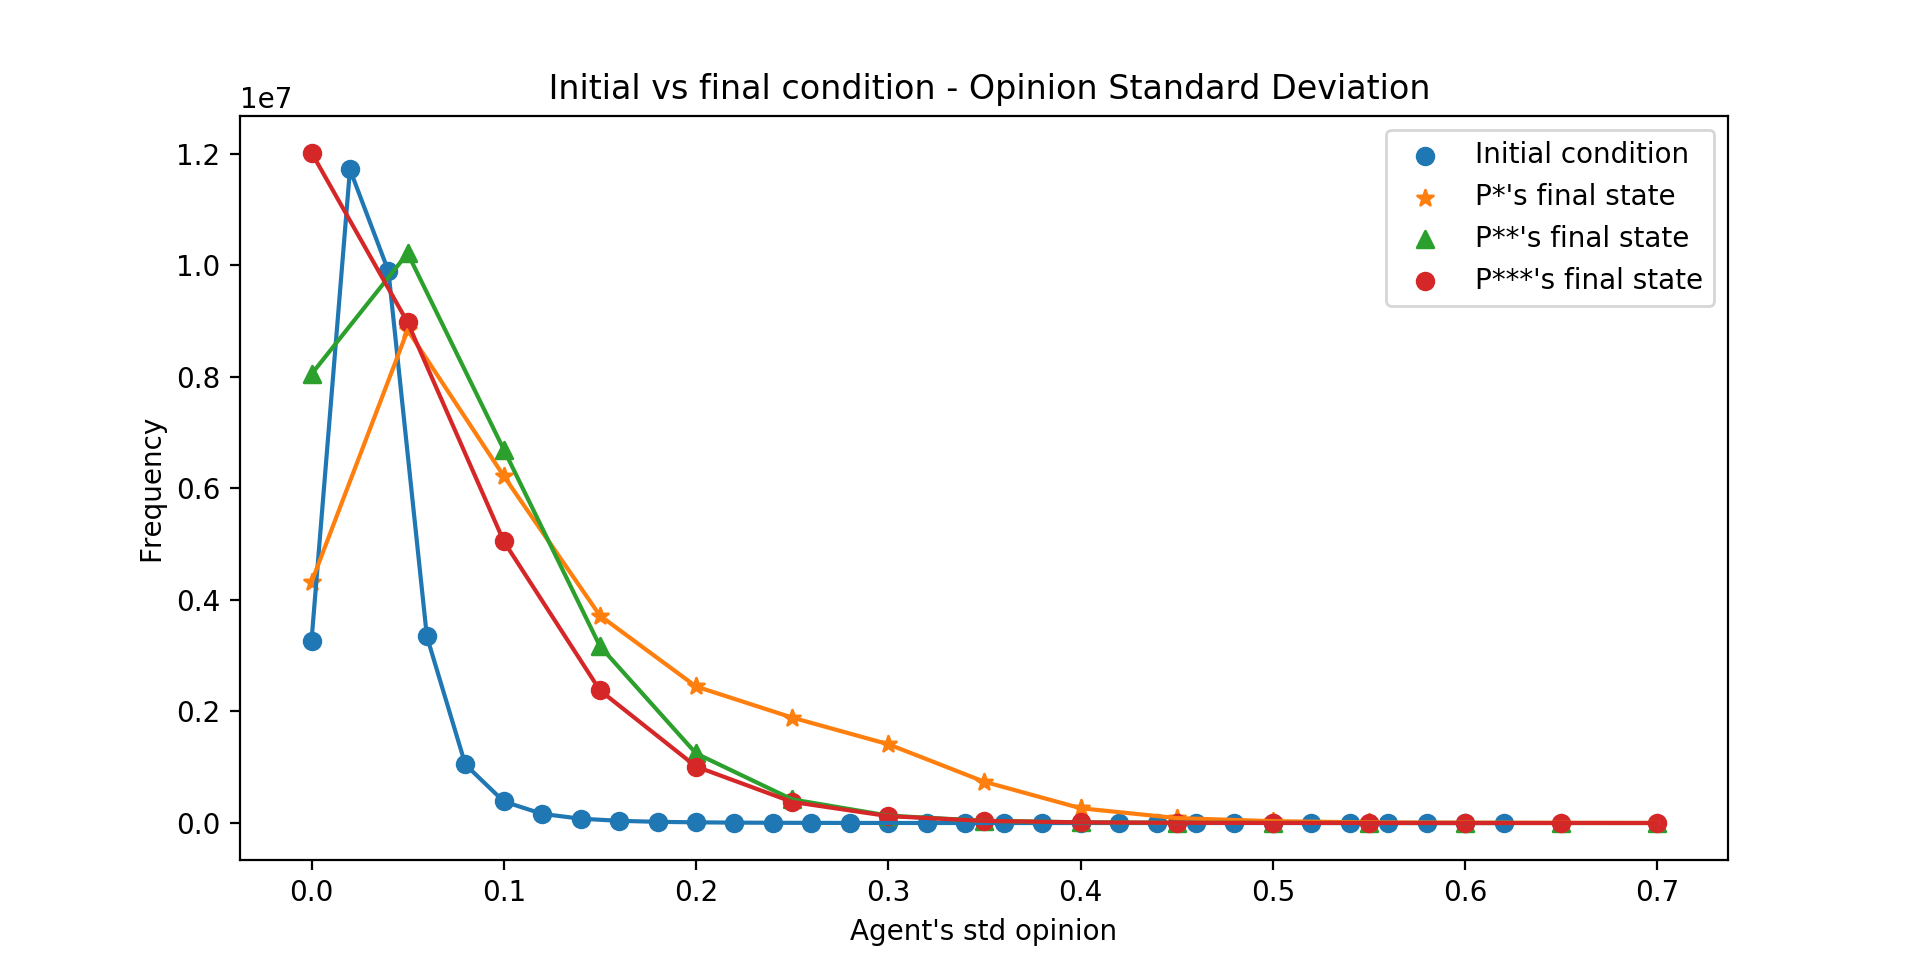 Initial vs final condition - Opinion Standard Deviation
1e7
1.2
1.0
0.8
0.6
0.4
0.2
0.0
Frequency
Initial condition
P*'s final state
P**'s final state
P***'s final state
0.0 0.1 0.2 0.3 0.4 0.5 0.6 0.7
Agent's std opinion